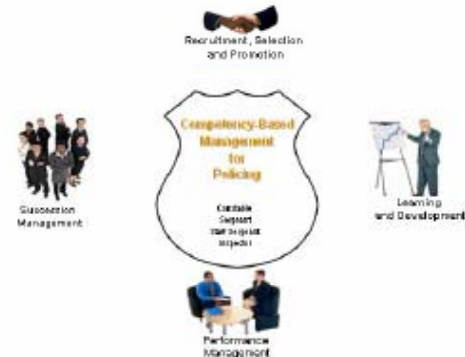 Recruitment, Selection
and Promotion
Competency-Based
Management
for
Policing
Constable
Sergeant
Staff Sergeant
Inspector
Succession
Management
Learning
and Development
Performance
Management